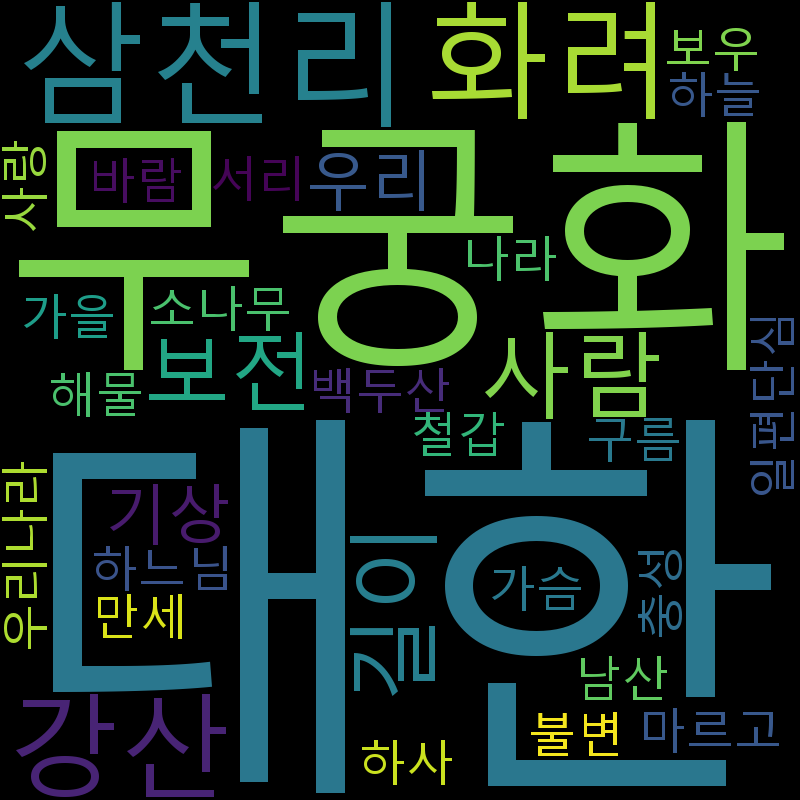 삼천리
화려
보우
하늘
사랑
무궁화
바람
서리
우리
나라
가을
소나무
보전
해물
백두산
사람
철갑
구름
일편단심
대한
우리나라
기상
하느님
만세
길이
가슴
충성
남산
강산
하사
불변
마르고